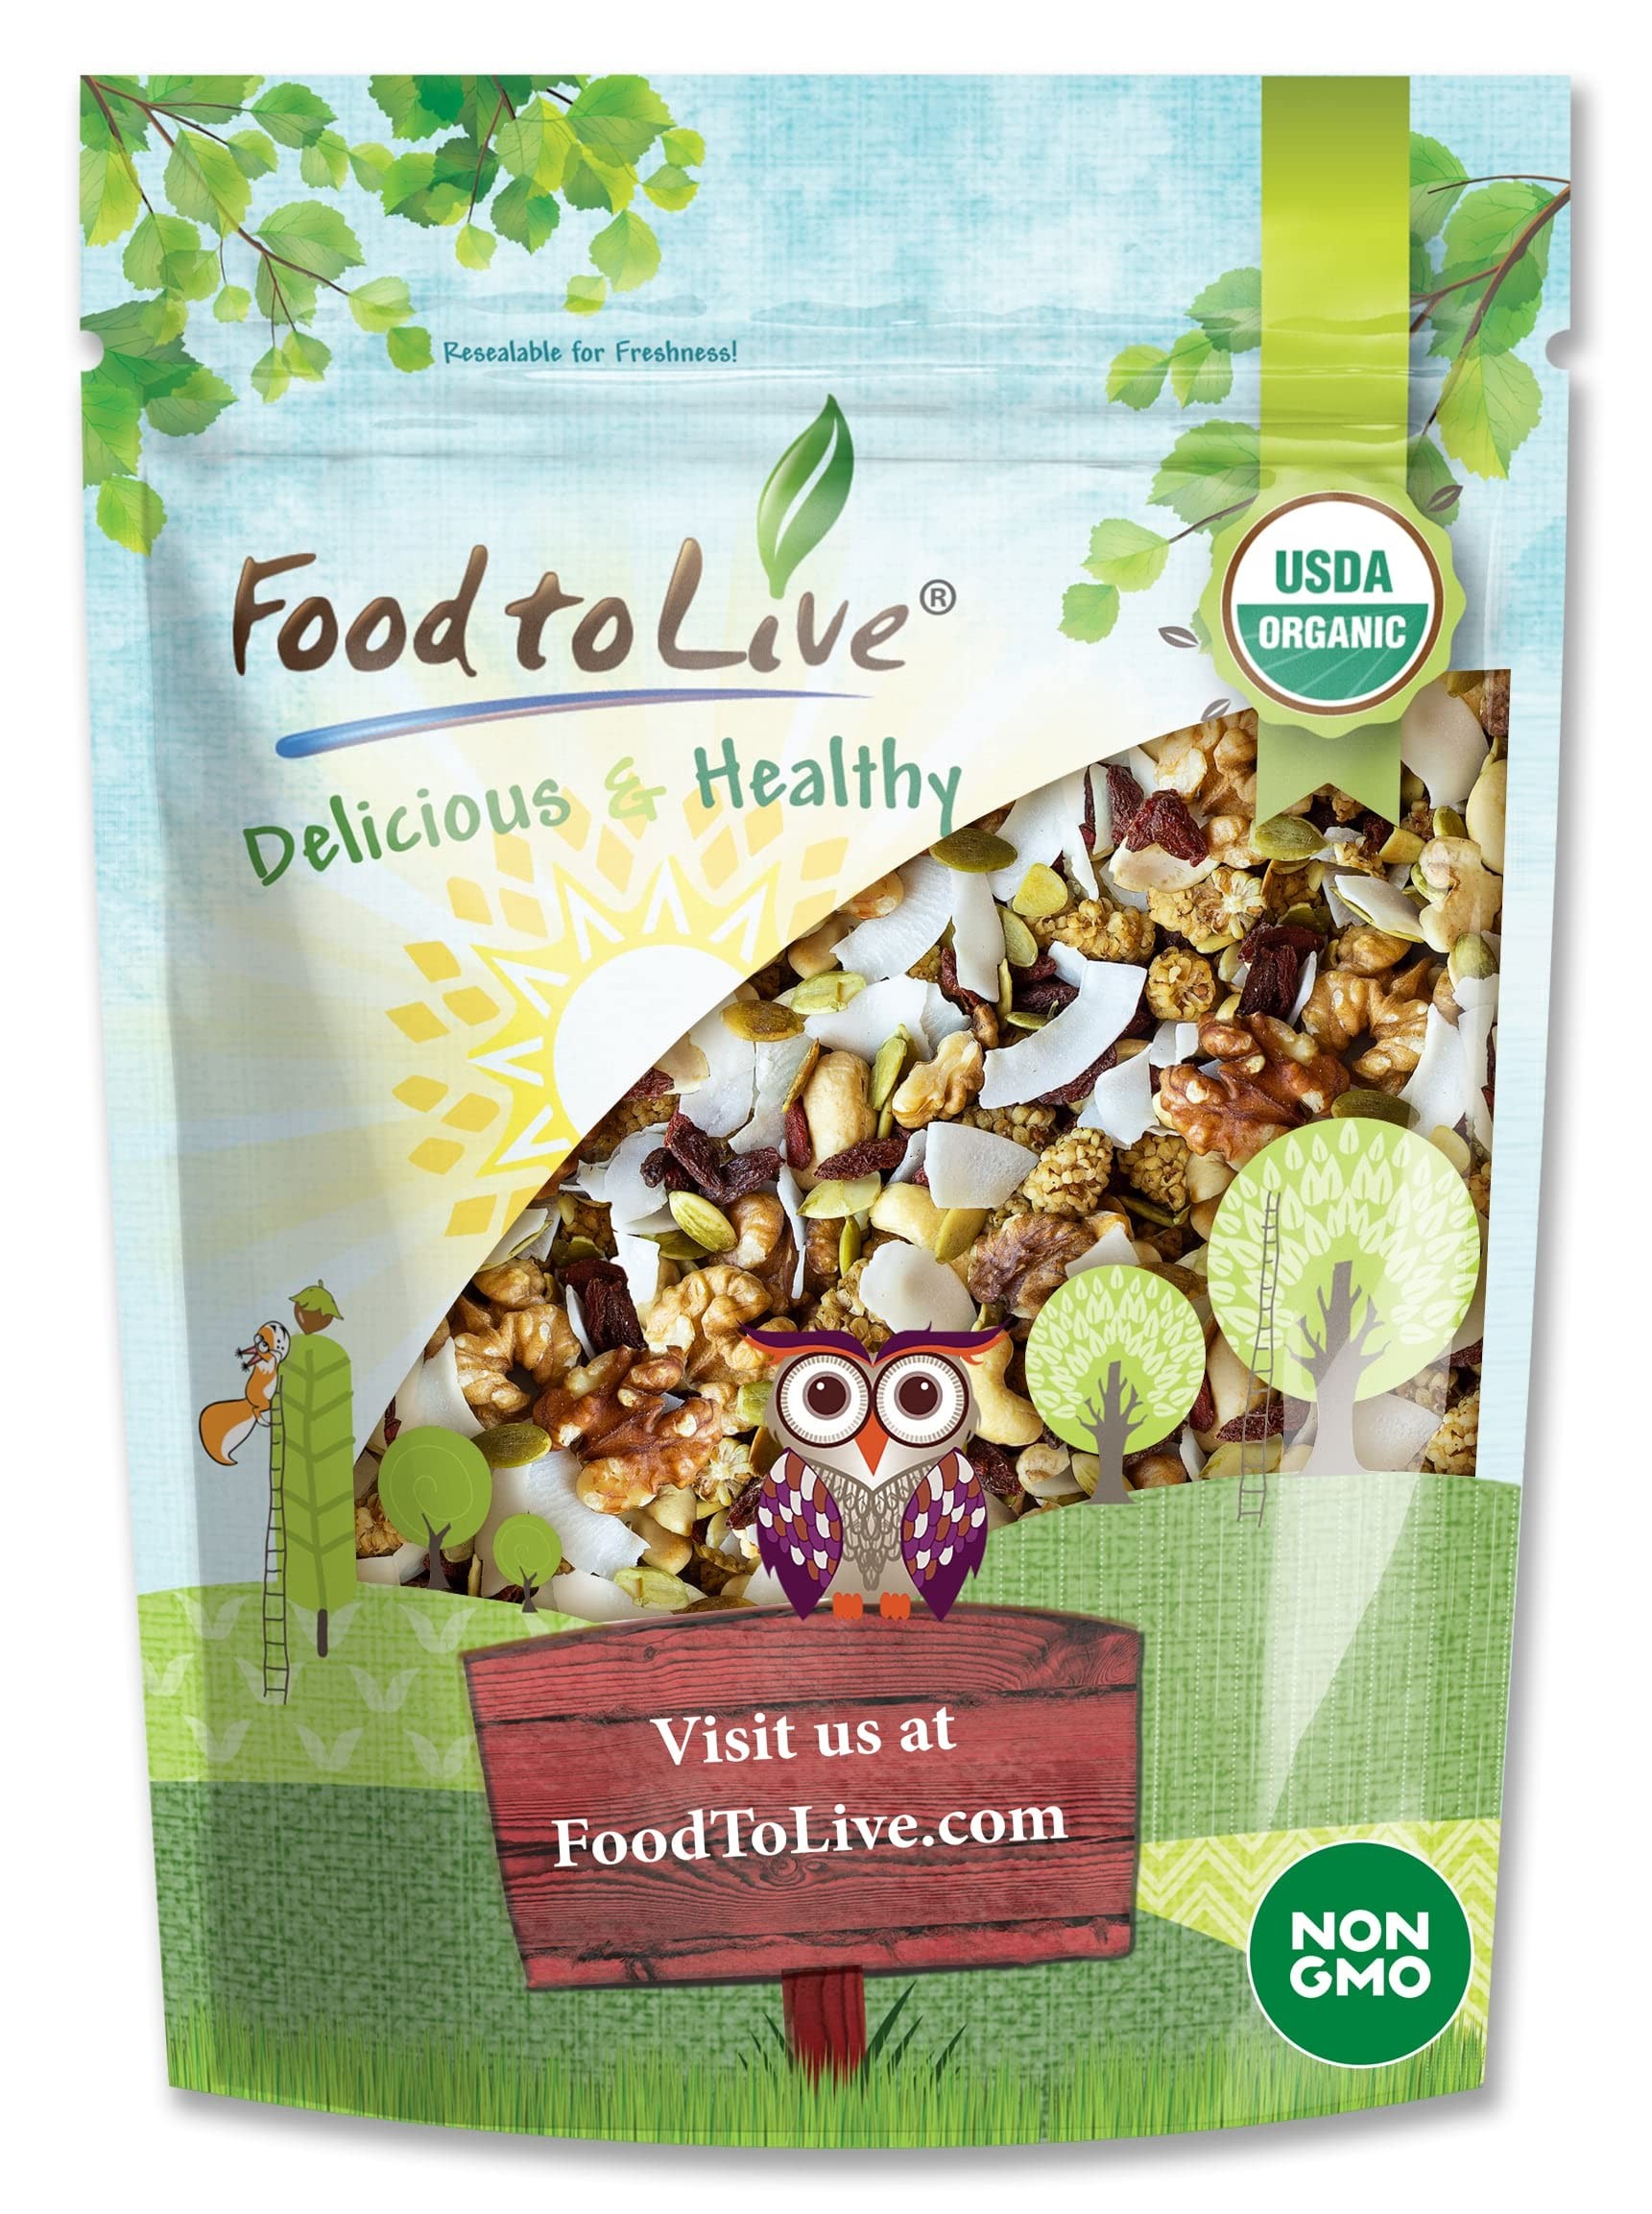 Resealable for Freshness!
Food to Live®
Delicious & Healthy
USDA
ORGANIC
Visit us at
FoodToLive.com
NON
GMO